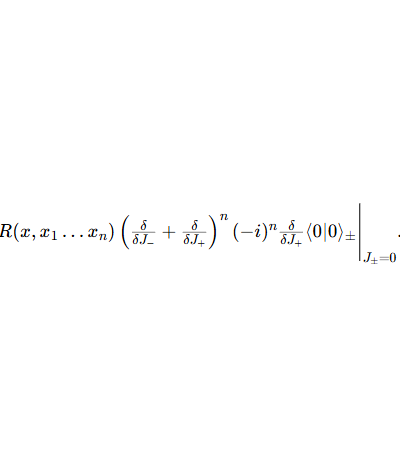 $R(x, x_1 \ldots x_n) \left( \frac{\delta}{\delta J_-} + \frac{\delta}{\delta J_+} \right)^n (-i)^n \frac{\delta}{\delta J_+} \langle 0|0 \rangle_\pm \Big|_{J_\pm=0}.$